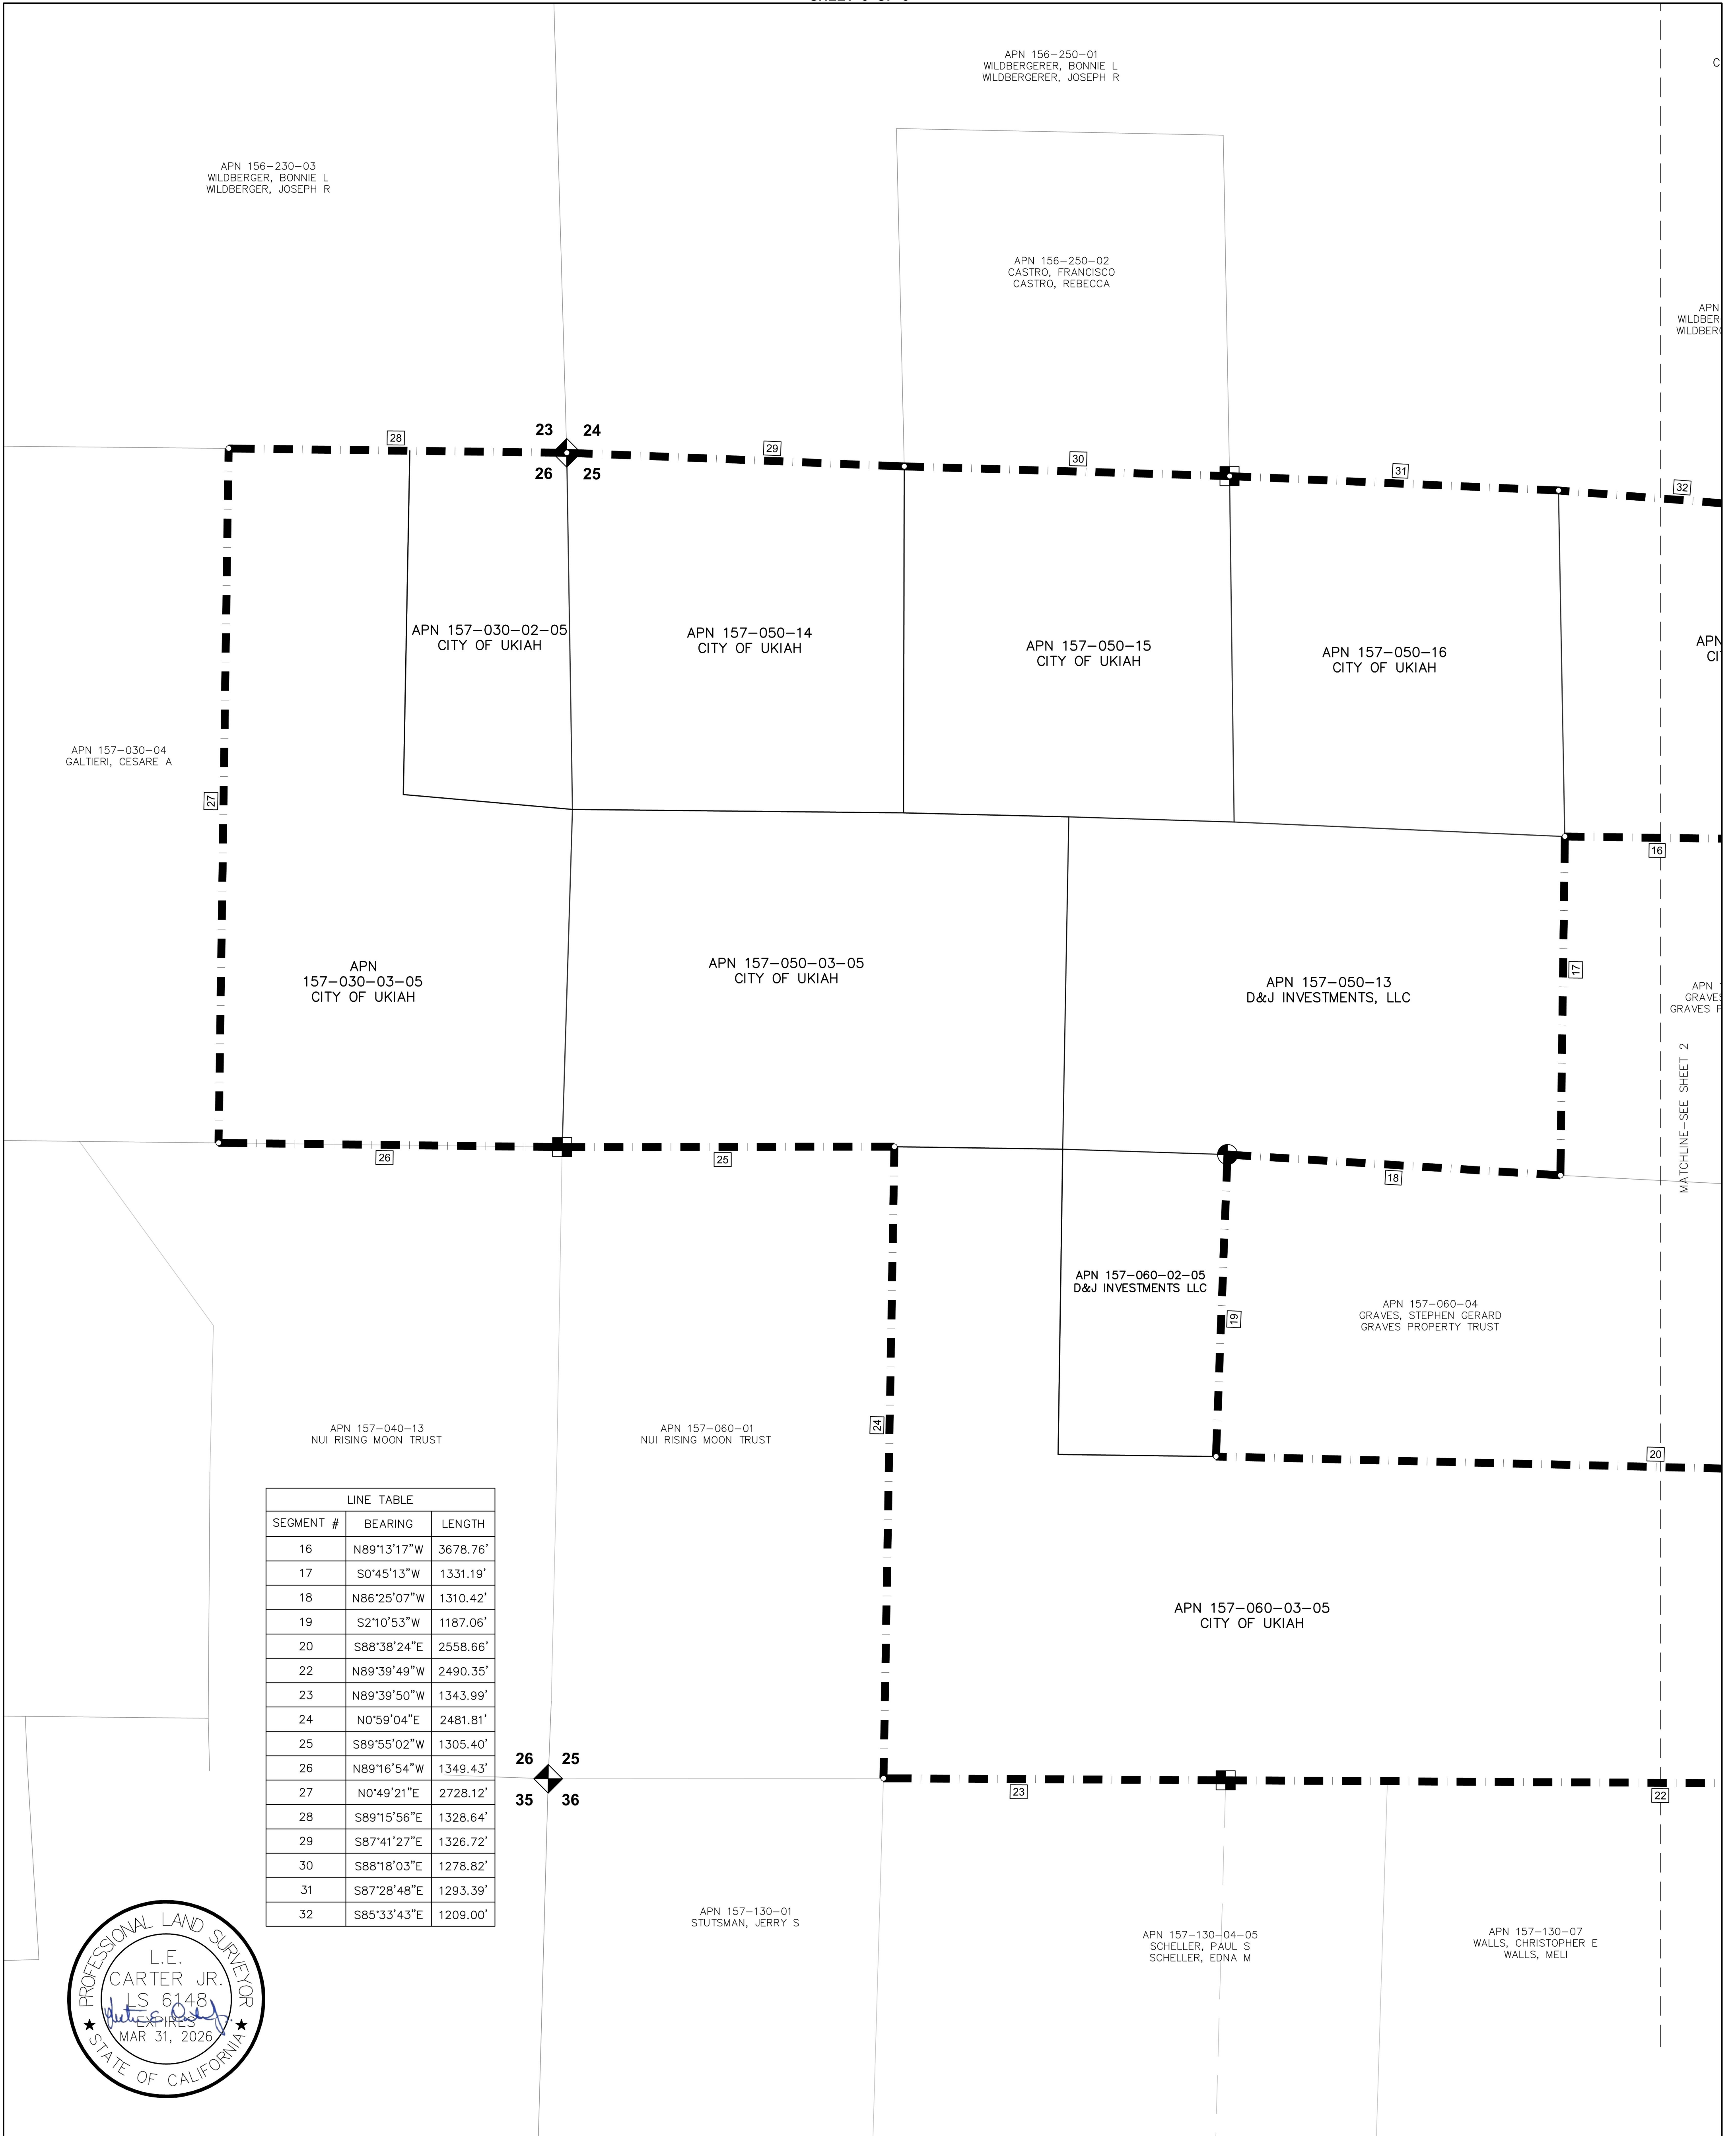 APN 156-250-01
WILDBERGERER, BONNIE L
WILDBERGERER, JOSEPH R
C
APN 156-230-03
WILDBERGER, BONNIE L
WILDBERGER, JOSEPH R
APN 156-250-02
CASTRO, FRANCISCO
CASTRO, REBECCA
APN
WILDBER
WILDBERG
28
23 24
26 25
29
30
31
32
APN 157-030-02-05
CITY OF UKIAH
APN 157-050-14
CITY OF UKIAH
APN 157-050-15
CITY OF UKIAH
APN 157-050-16
CITY OF UKIAH
APN
CI
APN 157-030-04
GALTIERI, CESARE A
27
16
APN
157-030-03-05
CITY OF UKIAH
APN 157-050-03-05
CITY OF UKIAH
APN 157-050-13
D&J INVESTMENTS, LLC
17
APN
GRAVES
GRAVES P
MATCHLINE-SEE SHEET 2
26
25
18
APN 157-060-02-05
D&J INVESTMENTS LLC
19
APN 157-060-04
GRAVES, STEPHEN GERARD
GRAVES PROPERTY TRUST
APN 157-040-13
NUI RISING MOON TRUST
APN 157-060-01
NUI RISING MOON TRUST
24
20
LINE TABLE
SEGMENT # BEARING LENGTH
16 N89°13'17"W 3678.76'
17 S0°45'13"W 1331.19'
18 N86°25'07"W 1310.42'
19 S2°10'53"W 1187.06'
20 S88°38'24"E 2558.66'
22 N89°39'49"W 2490.35'
23 N89°39'50"W 1343.99'
24 N0°59'04"E 2481.81'
25 S89°55'02"W 1305.40'
26 N89°16'54"W 1349.43'
27 N0°49'21"E 2728.12'
28 S89°15'56"E 1328.64'
29 S87°41'27"E 1326.72'
30 S88°18'03"E 1278.82'
31 S87°28'48"E 1293.39'
32 S85°33'43"E 1209.00'
APN 157-060-03-05
CITY OF UKIAH
26 25
35 36
23
22
APN 157-130-01
STUTSMAN, JERRY S
APN 157-130-04-05
SCHELLER, PAUL S
SCHELLER, EDNA M
APN 157-130-07
WALLS, CHRISTOPHER E
WALLS, MELI
PROFESSIONAL LAND SURVEYOR
L.E.
CARTER JR.
LS 6148
EXPIRES
MAR 31, 2026
STATE OF CALIFORNIA